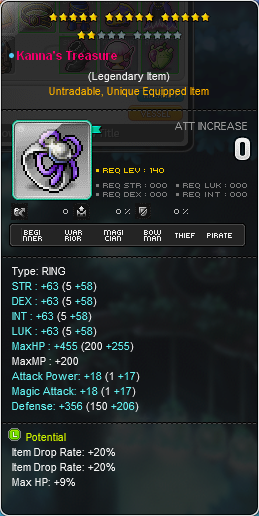 Kanna's Treasure
(Legendary Item)
Untradable, Unique Equipped Item
ATT INCREASE
0
REQ LEV : 140
REQ STR : 000 REQ LUK : 000
REQ DEX : 000 REQ INT : 000
0 0% 0%
BEGINNER WARRIOR MAGICIAN BOWMAN THIEF PIRATE
Type: RING
STR : +63 (5 +58)
DEX : +63 (5 +58)
INT : +63 (5 +58)
LUK : +63 (5 +58)
MaxHP : +455 (200 +255)
MaxMP : +200
Attack Power: +18 (1 +17)
Magic Attack: +18 (1 +17)
Defense: +356 (150 +206)
L Potential
Item Drop Rate: +20%
Item Drop Rate: +20%
Max HP: +9%